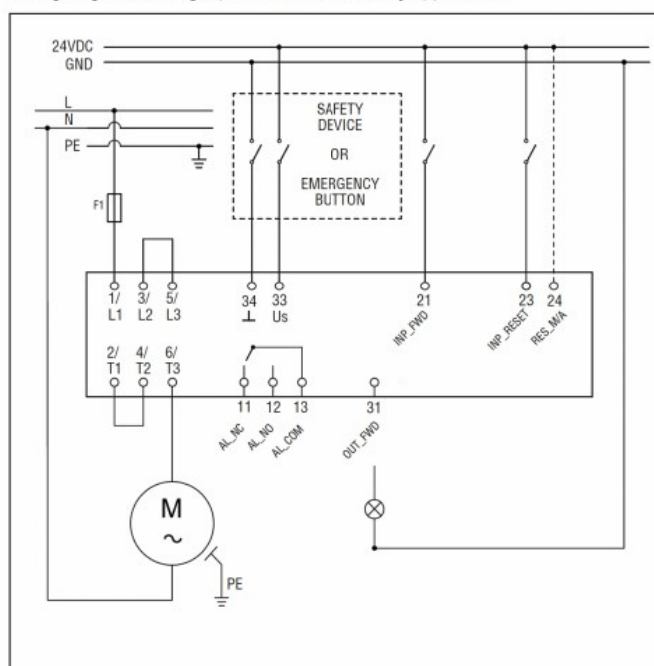 24VDC
GND
L
N
PE
F1
SAFETY
DEVICE
OR
EMERGENCY
BUTTON
1/
L1
3/
L2
5/
L3
34
⊥
33
Us
21
INP_FWD
23
INP_RESET
24
RES_M/A
2/
T1
4/
T2
6/
T3
11
AL_NC
12
AL_NO
13
AL_COM
31
OUT_FWD
M
~
PE